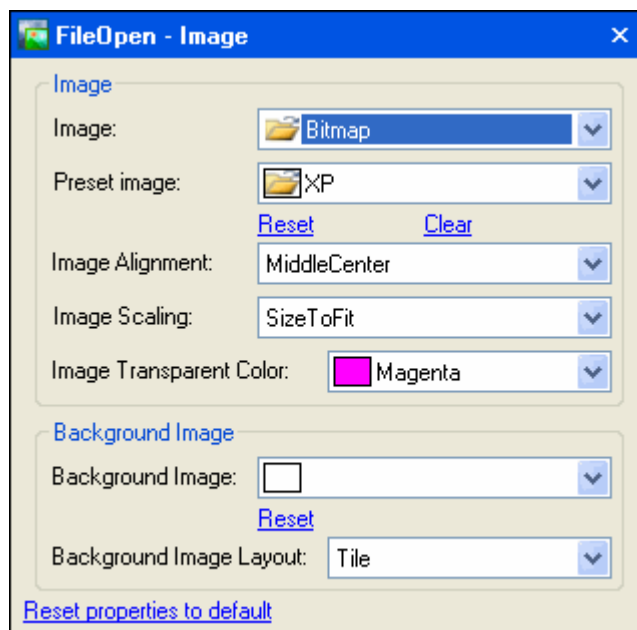 FileOpen - Image
Image
Image: Bitmap
Preset image: XP
Reset Clear
Image Alignment: MiddleCenter
Image Scaling: SizeToFit
Image Transparent Color: Magenta
Background Image
Background Image:
Reset
Background Image Layout: Tile
Reset properties to default